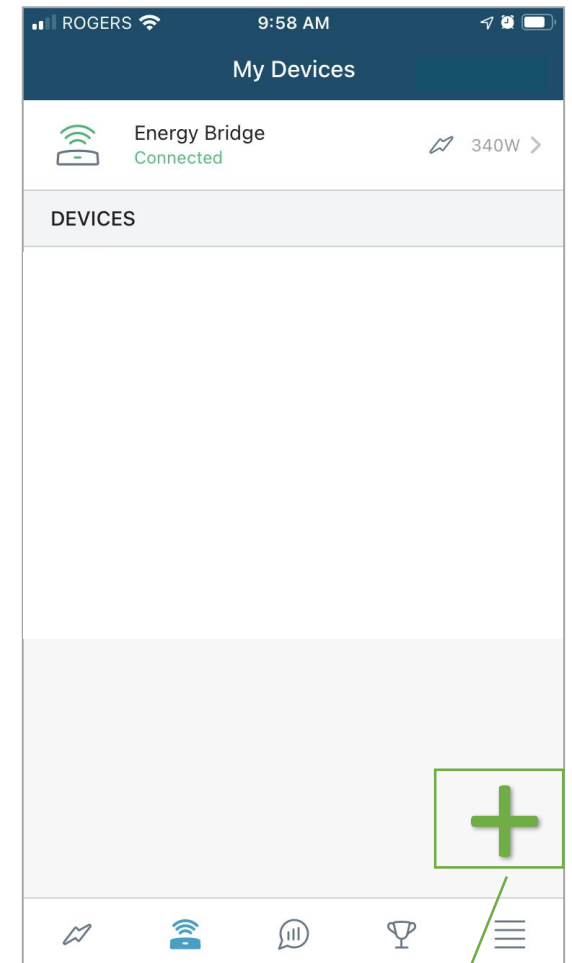 ROGERS 9:58 AM
My Devices
Energy Bridge
Connected
340W
DEVICES